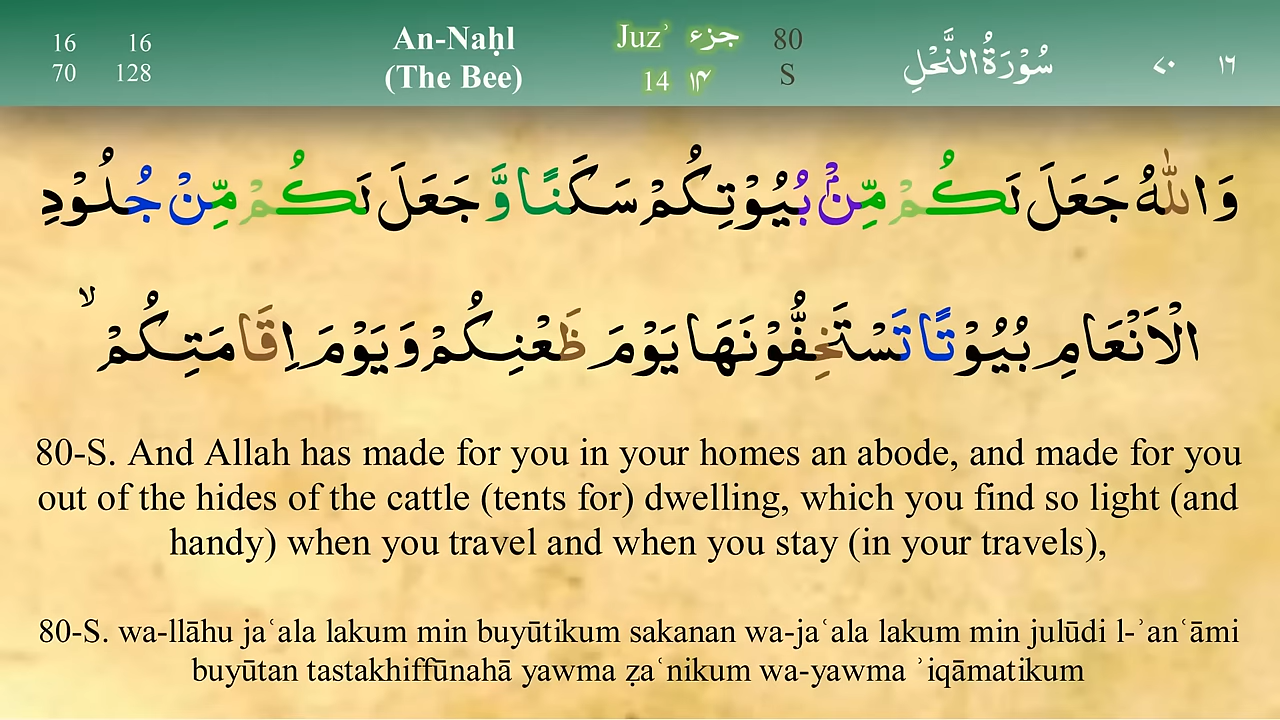 16 16
70 128
An-Naḥl
(The Bee)
Juzʾ جزء
14 ١٤
80
S
سُوْرَةُ النَّحْلِ
٧٠ ١٦
وَاللّٰهُ جَعَلَ لَكُمْ مِّنْۢ بُيُوْتِكُمْ سَكَنًا وَّ جَعَلَ لَكُمْ مِّنْ جُلُوْدِ
الْاَنْعَامِ بُيُوْتًا تَسْتَخِفُّوْنَهَا يَوْمَ ظَعْنِكُمْ وَ يَوْمَ اِقَامَتِكُمْ ۙ
80-S. And Allah has made for you in your homes an abode, and made for you
out of the hides of the cattle (tents for) dwelling, which you find so light (and
handy) when you travel and when you stay (in your travels),
80-S. wa-llāhu jaʿala lakum min buyūtikum sakanan wa-jaʿala lakum min julūdi l-ʾanʿāmi
buyūtan tastakhiffūnahā yawma ẓaʿnikum wa-yawma ʾiqāmatikum